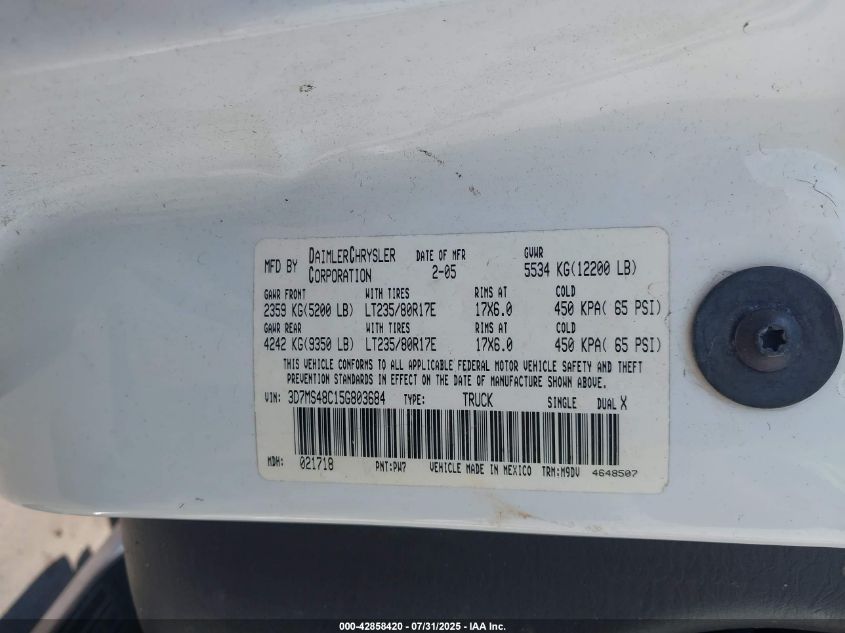 MFD BY DAIMLERCHRYSLER CORPORATION DATE OF MFR 2-05 GVWR 5534 KG(12200 LB)
GAWR FRONT WITH TIRES RIMS AT COLD
2359 KG(5200 LB) LT235/80R17E 17X6.0 450 KPA( 65 PSI)
GAWR REAR WITH TIRES RIMS AT COLD
4242 KG(9350 LB) LT235/80R17E 17X6.0 450 KPA( 65 PSI)
THIS VEHICLE CONFORMS TO ALL APPLICABLE FEDERAL MOTOR VEHICLE SAFETY AND THEFT
PREVENTION STANDARDS IN EFFECT ON THE DATE OF MANUFACTURE SHOWN ABOVE.
VIN: 3D7MS48C15G803684 TYPE: TRUCK SINGLE DUAL X
MDH: 021718 PNT:PW7 VEHICLE MADE IN MEXICO TRM:M9DV 4648507
000-42858420 - 07/31/2025 - IAA Inc.